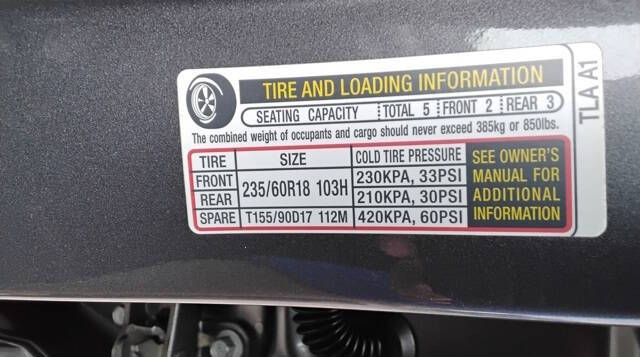 TIRE AND LOADING INFORMATION
SEATING CAPACITY TOTAL 5 FRONT 2 REAR 3
The combined weight of occupants and cargo should never exceed 385kg or 850lbs.
TIRE SIZE COLD TIRE PRESSURE
FRONT 235/60R18 103H 230KPA, 33PSI
REAR 210KPA, 30PSI
SPARE T155/90D17 112M 420KPA, 60PSI
SEE OWNER'S
MANUAL FOR
ADDITIONAL
INFORMATION
TLA A1